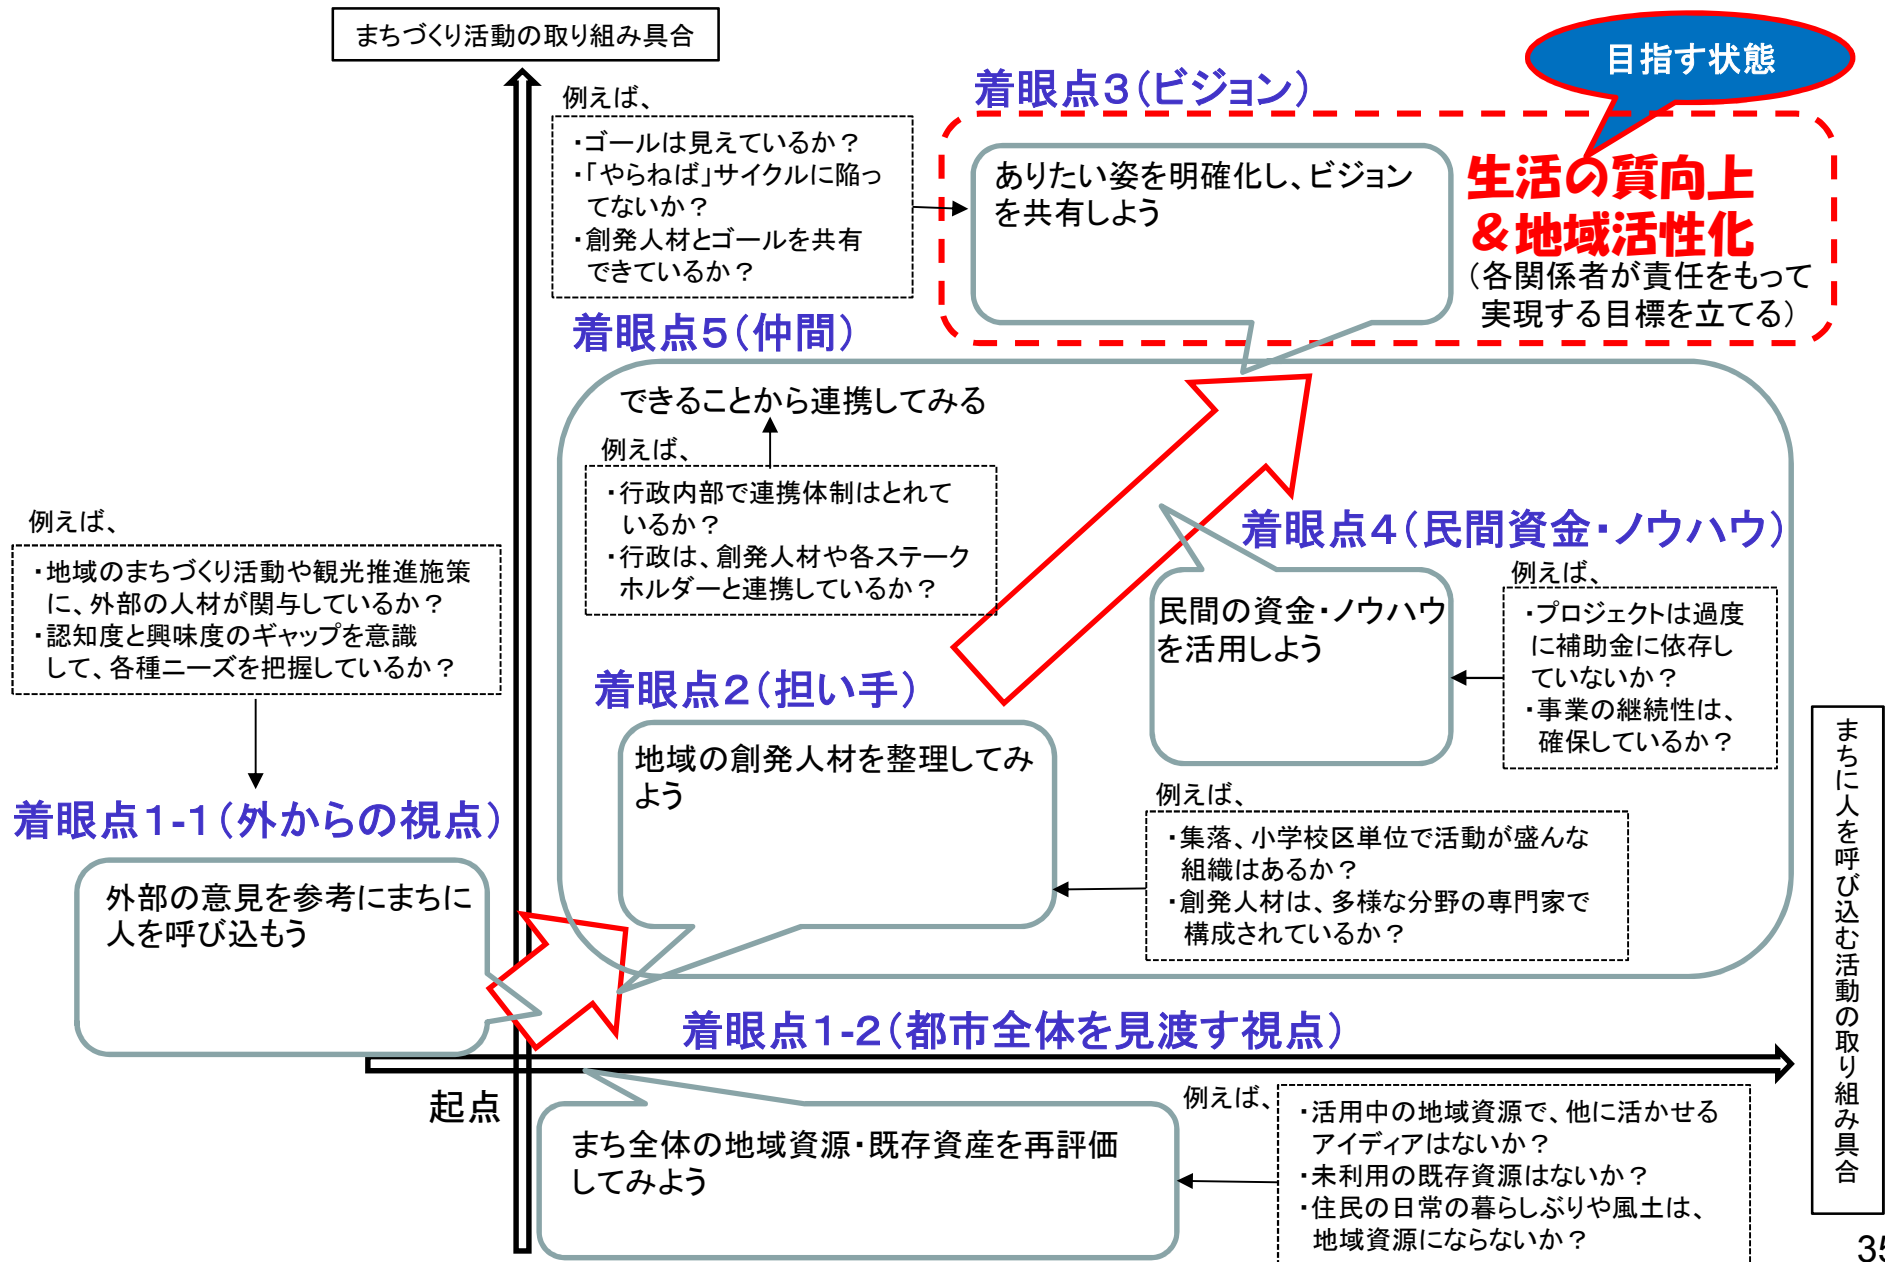 まちづくり活動の取り組み具合
目指す状態
例えば、
・ゴールは見えているか？
・「やらねば」サイクルに陥っ
てないか？
・創発人材とゴールを共有
できているか？
着眼点３（ビジョン）
ありたい姿を明確化し、ビジョン
を共有しよう
生活の質向上
＆地域活性化
（各関係者が責任をもって
実現する目標を立てる）
着眼点５（仲間）
できることから連携してみる
例えば、
・行政内部で連携体制はとれて
いるか？
・行政は、創発人材や各ステーク
ホルダーと連携しているか？
着眼点４（民間資金・ノウハウ）
民間の資金・ノウハウ
を活用しよう
例えば、
・プロジェクトは過度
に補助金に依存し
ていないか？
・事業の継続性は、
確保しているか？
例えば、
・地域のまちづくり活動や観光推進施策
に、外部の人材が関与しているか？
・認知度と興味度のギャップを意識
して、各種ニーズを把握しているか？
着眼点２（担い手）
地域の創発人材を整理してみ
よう
例えば、
・集落、小学校区単位で活動が盛んな
組織はあるか？
・創発人材は、多様な分野の専門家で
構成されているか？
着眼点１-１（外からの視点）
外部の意見を参考にまちに
人を呼び込もう
着眼点１-２（都市全体を見渡す視点）
起点
まち全体の地域資源・既存資産を再評価
してみよう
例えば、
・活用中の地域資源で、他に活かせる
アイディアはないか？
・未利用の既存資源はないか？
・住民の日常の暮らしぶりや風土は、
地域資源にならないか？
まちに人を呼び込む活動の取り組み具合
35